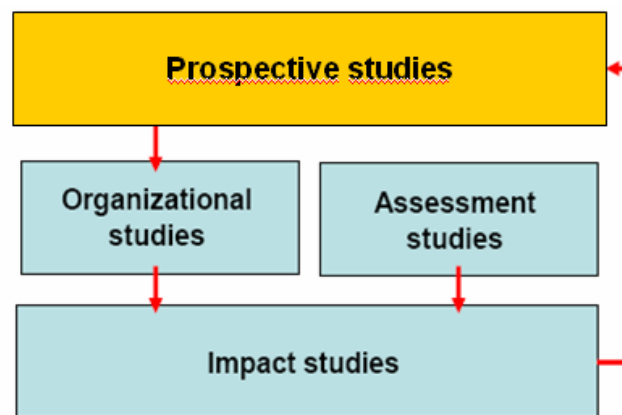 Prospective studies
Organizational
studies
Assessment
studies
Impact studies